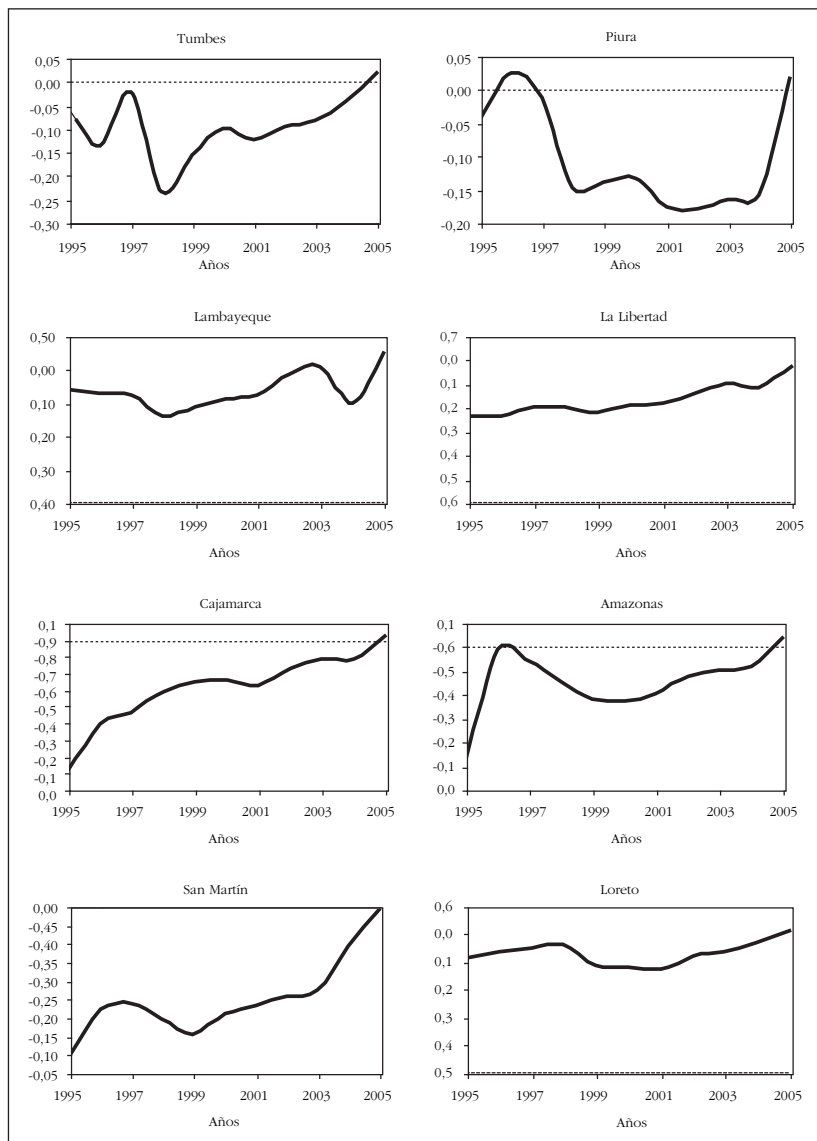 Tumbes
0,05
0,00
-0,05
-0,10
-0,15
-0,20
-0,25
-0,30
1995 1997 1999 2001 2003 2005
Años
Piura
0,05
0,00
-0,05
-0,10
-0,15
-0,20
1995 1997 1999 2001 2003 2005
Años
Lambayeque
0,50
0,00
0,10
0,20
0,30
0,40
1995 1997 1999 2001 2003 2005
Años
La Libertad
0,7
0,0
0,1
0,2
0,3
0,4
0,5
0,6
1995 1997 1999 2001 2003 2005
Años
Cajamarca
0,1
-0,9
-0,8
-0,7
-0,6
-0,5
-0,4
-0,3
-0,2
-0,1
0,0
1995 1997 1999 2001 2003 2005
Años
Amazonas
0,1
-0,6
-0,5
-0,4
-0,3
-0,2
-0,1
0,0
1995 1997 1999 2001 2003 2005
Años
San Martín
0,00
-0,45
-0,40
-0,35
-0,30
-0,25
-0,20
-0,15
-0,10
-0,05
1995 1997 1999 2001 2003 2005
Años
Loreto
0,6
0,0
0,1
0,2
0,3
0,4
0,5
1995 1997 1999 2001 2003 2005
Años